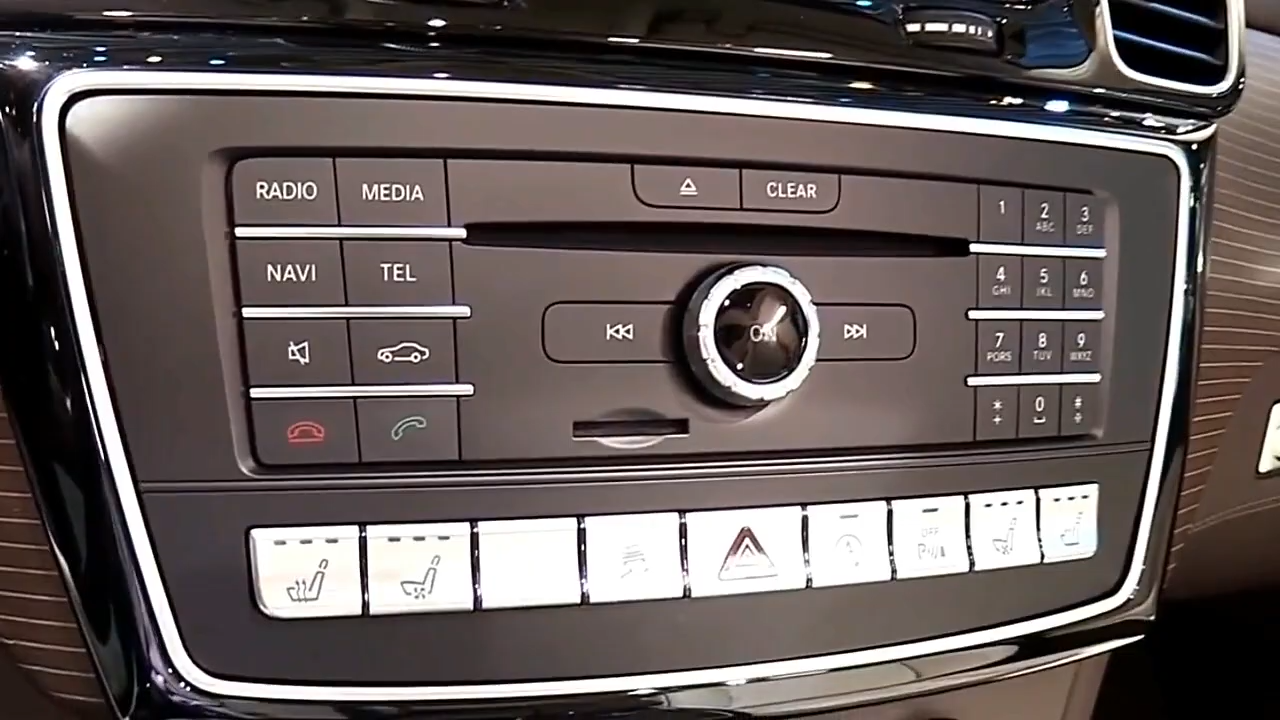 RADIO MEDIA
CLEAR
1 2 ABC 3 DEF
NAVI TEL
4 GHI 5 JKL 6 MNO
ON
7 PQRS 8 TUV 9 WXYZ
* 0 #
+
OFF
P